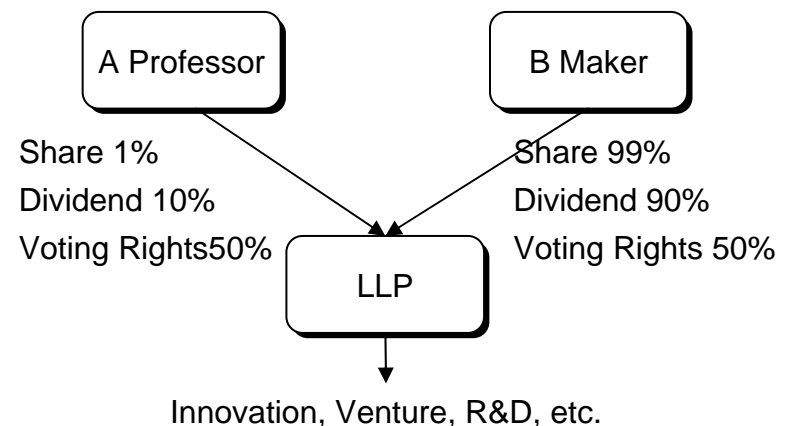 A Professor
B Maker
Share 1%
Dividend 10%
Voting Rights50%
Share 99%
Dividend 90%
Voting Rights 50%
LLP
Innovation, Venture, R&D, etc.